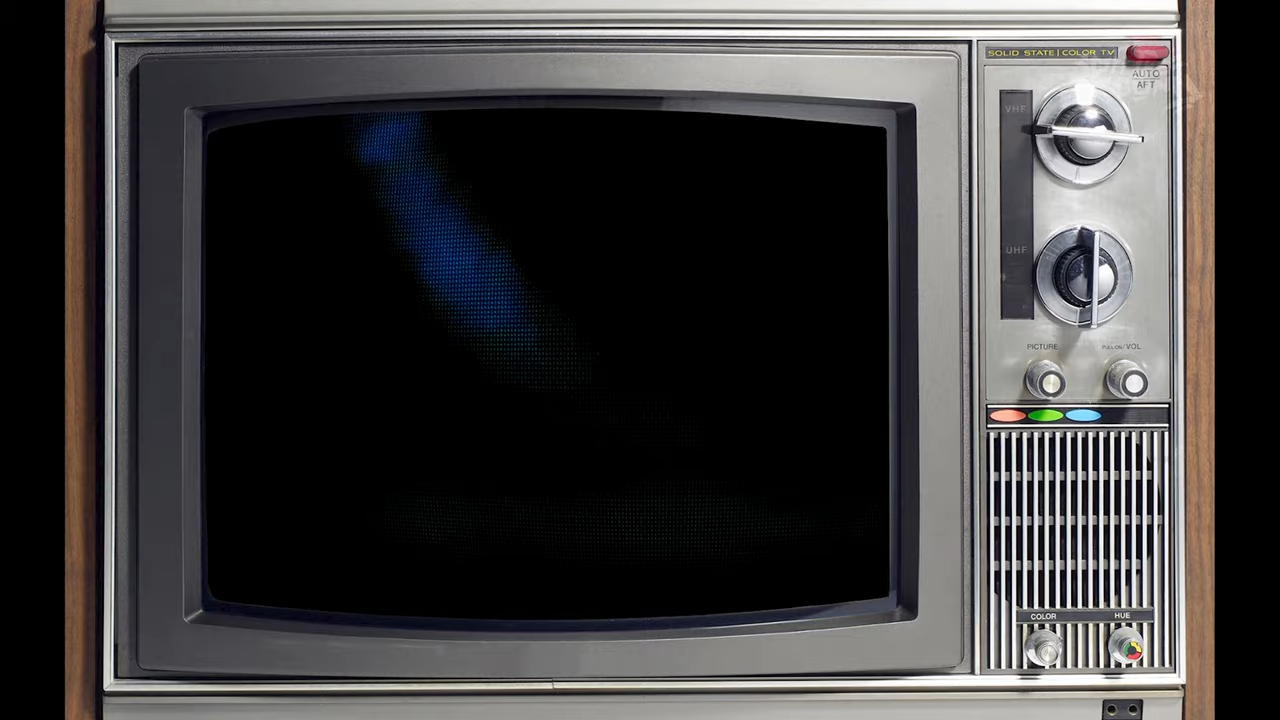 SOLID STATE | COLOR TV
AUTO
AFT
VHF
UHF
PICTURE
PULL ON/VOL
COLOR
HUE